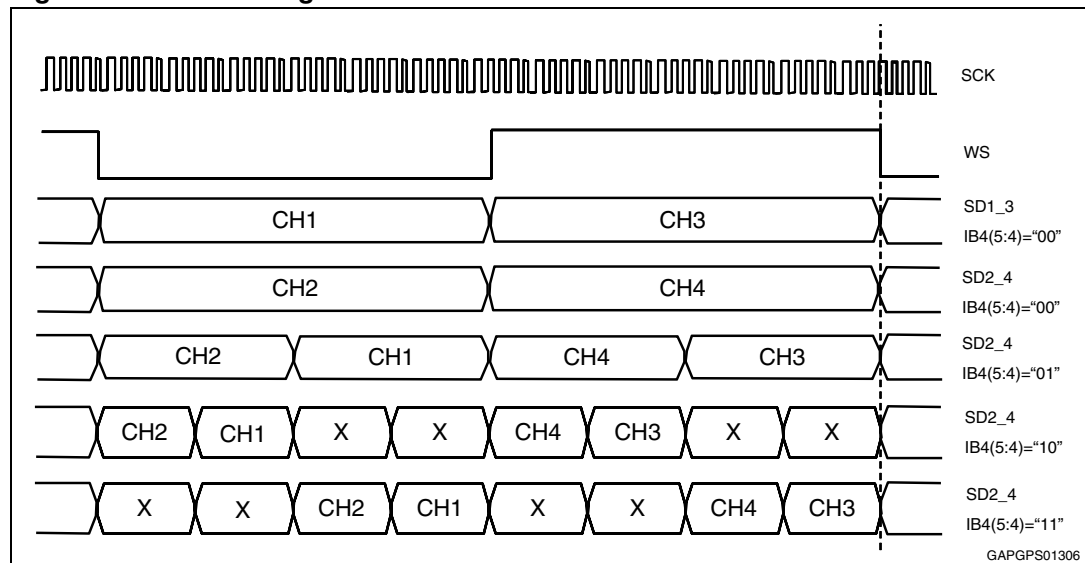 SCK
WS
CH1 CH3 SD1_3
IB4(5:4)=“00”
CH2 CH4 SD2_4
IB4(5:4)=“00”
CH2 CH1 CH4 CH3 SD2_4
IB4(5:4)=“01”
CH2 CH1 X X CH4 CH3 X X SD2_4
IB4(5:4)=“10”
X X CH2 CH1 X X CH4 CH3 SD2_4
IB4(5:4)=“11”
GAPGPS01306